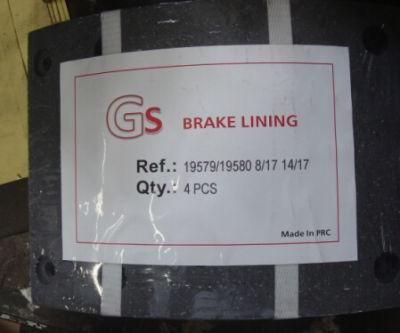 GS BRAKE LINING
Ref.: 19579/19580 8/17 14/17
Qty.: 4 PCS
Made In PRC